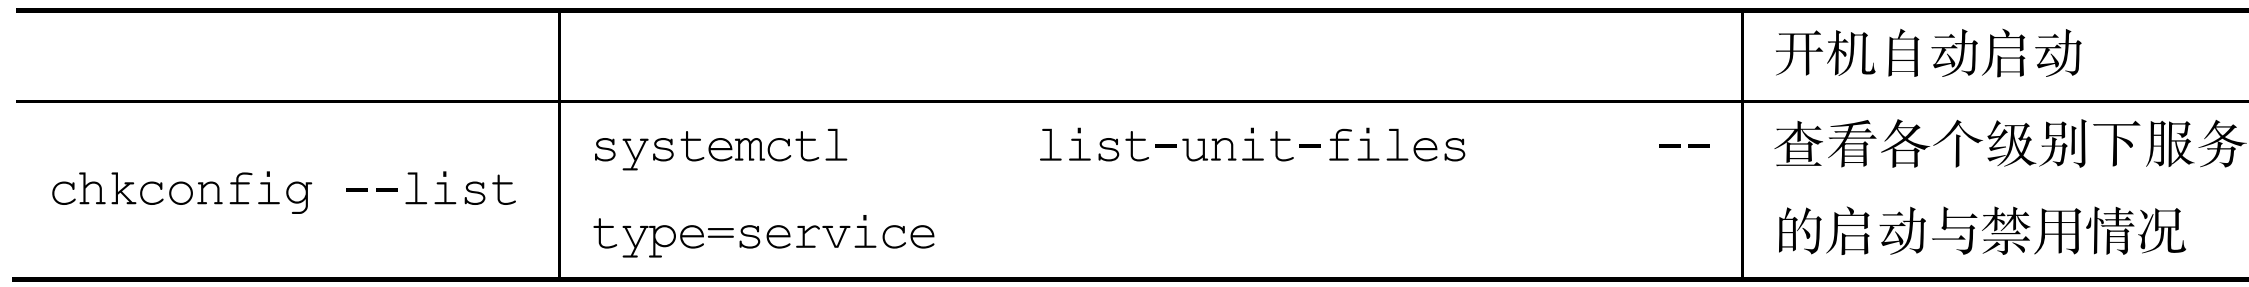 开机自动启动
chkconfig --list
systemctl list-unit-files --
type=service
查看各个级别下服务
的启动与禁用情况